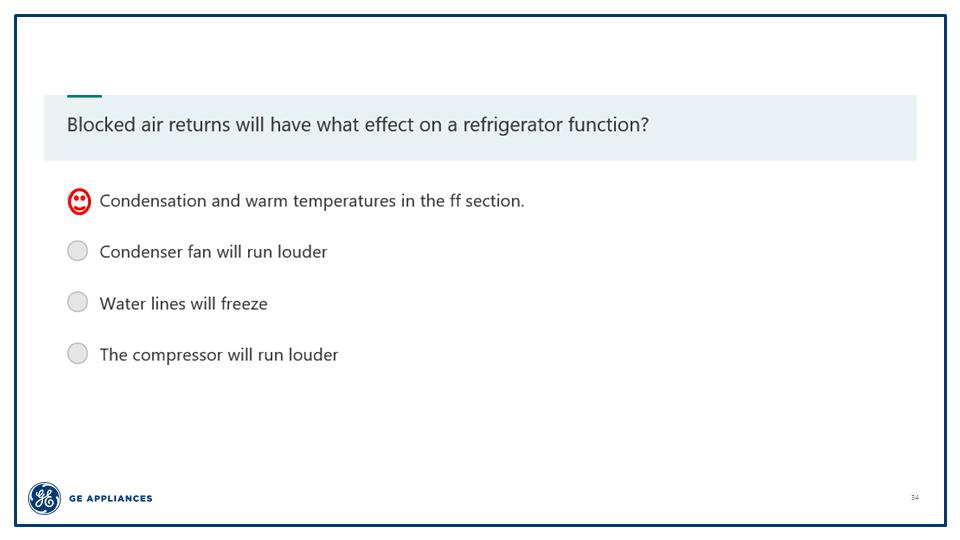 Blocked air returns will have what effect on a refrigerator function?
Condensation and warm temperatures in the ff section.
Condenser fan will run louder
Water lines will freeze
The compressor will run louder
GE GE APPLIANCES
34